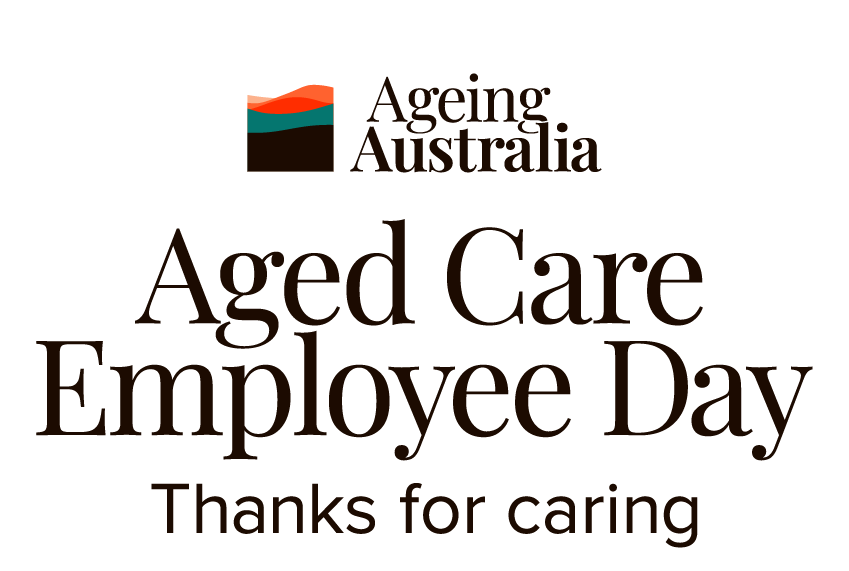 Ageing
Australia
Aged Care
Employee Day
Thanks for caring